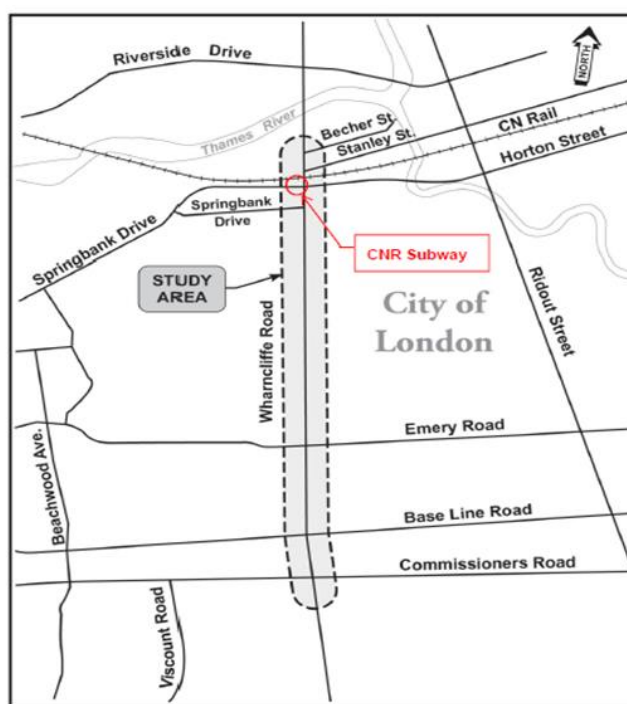 Riverside Drive
NORTH
Thames River
Becher St.
Stanley St.
CN Rail
Horton Street
Springbank Drive
Springbank
Drive
CNR Subway
STUDY
AREA
City of
London
Wharncliffe Road
Ridout Street
Beachwood Ave.
Emery Road
Base Line Road
Commissioners Road
Viscount Road